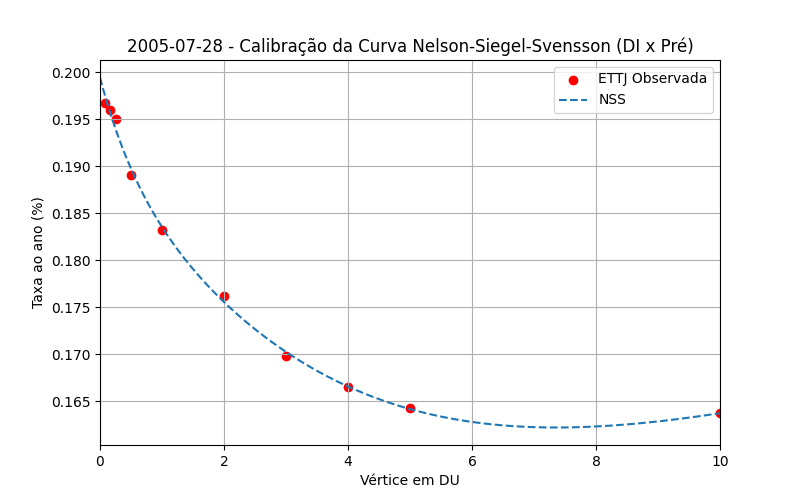 2005-07-28 - Calibração da Curva Nelson-Siegel-Svensson (DI x Pré)
ETTJ Observada
NSS
Taxa ao ano (%)
0.200
0.195
0.190
0.185
0.180
0.175
0.170
0.165
0 2 4 6 8 10
Vértice em DU